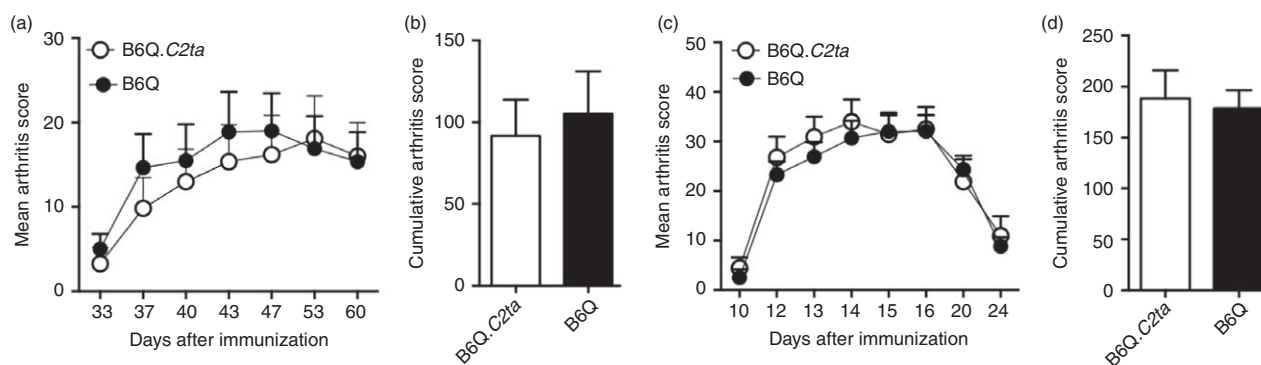 (a)
Mean arthritis score
30
20
10
0
B6Q.C2ta
B6Q
33 37 40 43 47 53 60
Days after immunization
(b)
Cumulative arthritis score
150
100
50
0
B6Q.C2ta
B6Q
(c)
Mean arthritis score
50
40
30
20
10
0
B6Q.C2ta
B6Q
10 12 13 14 15 16 20 24
Days after immunization
(d)
Cumulative arthritis score
250
200
150
100
50
0
B6Q.C2ta
B6Q